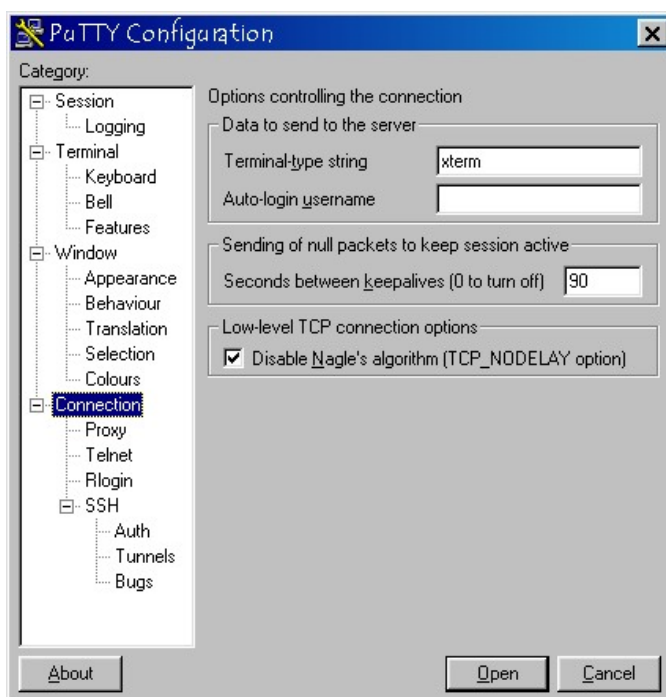 PuTTY Configuration
Category:
Session
Logging
Terminal
Keyboard
Bell
Features
Window
Appearance
Behaviour
Translation
Selection
Colours
Connection
Proxy
Telnet
Rlogin
SSH
Auth
Tunnels
Bugs
Options controlling the connection
Data to send to the server
Terminal-type string xterm
Auto-login username
Sending of null packets to keep session active
Seconds between keepalives (0 to turn off) 90
Low-level TCP connection options
Disable Nagle's algorithm (TCP_NODELAY option)
About Open Cancel